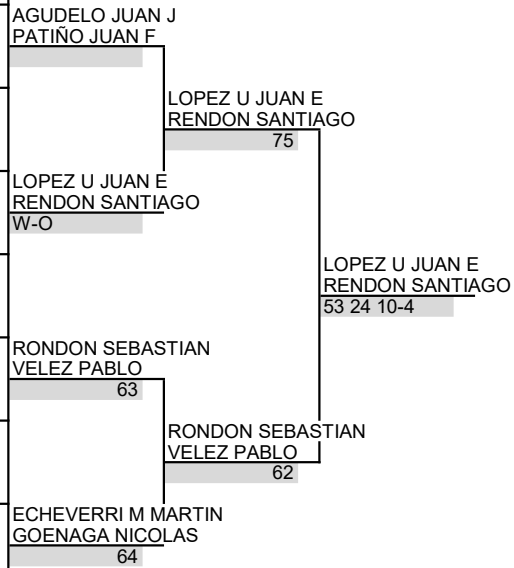 AGUDELO JUAN J
PATIÑO JUAN F
LOPEZ U JUAN E
RENDON SANTIAGO
75
LOPEZ U JUAN E
RENDON SANTIAGO
W-O
LOPEZ U JUAN E
RENDON SANTIAGO
53 24 10-4
RONDON SEBASTIAN
VELEZ PABLO
63
RONDON SEBASTIAN
VELEZ PABLO
62
ECHEVERRI M MARTIN
GOENAGA NICOLAS
64